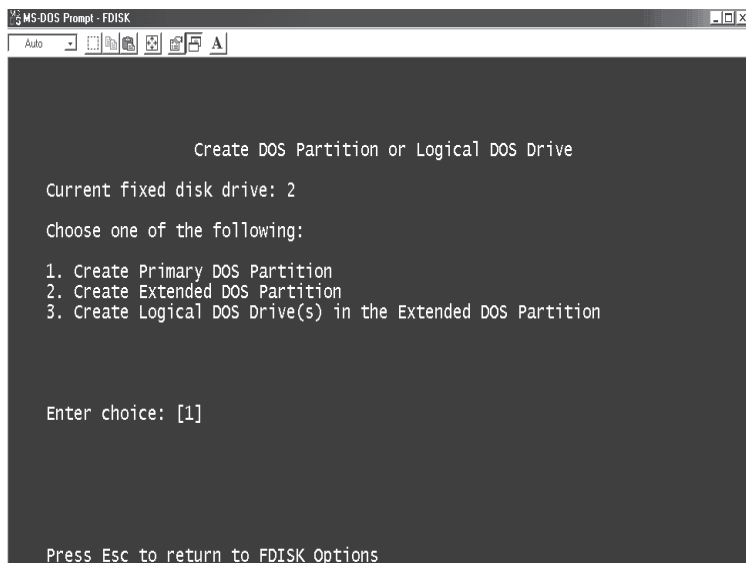 MS-DOS Prompt - FDISK
Auto
A
Create DOS Partition or Logical DOS Drive
Current fixed disk drive: 2
Choose one of the following:
1. Create Primary DOS Partition
2. Create Extended DOS Partition
3. Create Logical DOS Drive(s) in the Extended DOS Partition
Enter choice: [1]
Press Esc to return to FDISK Options